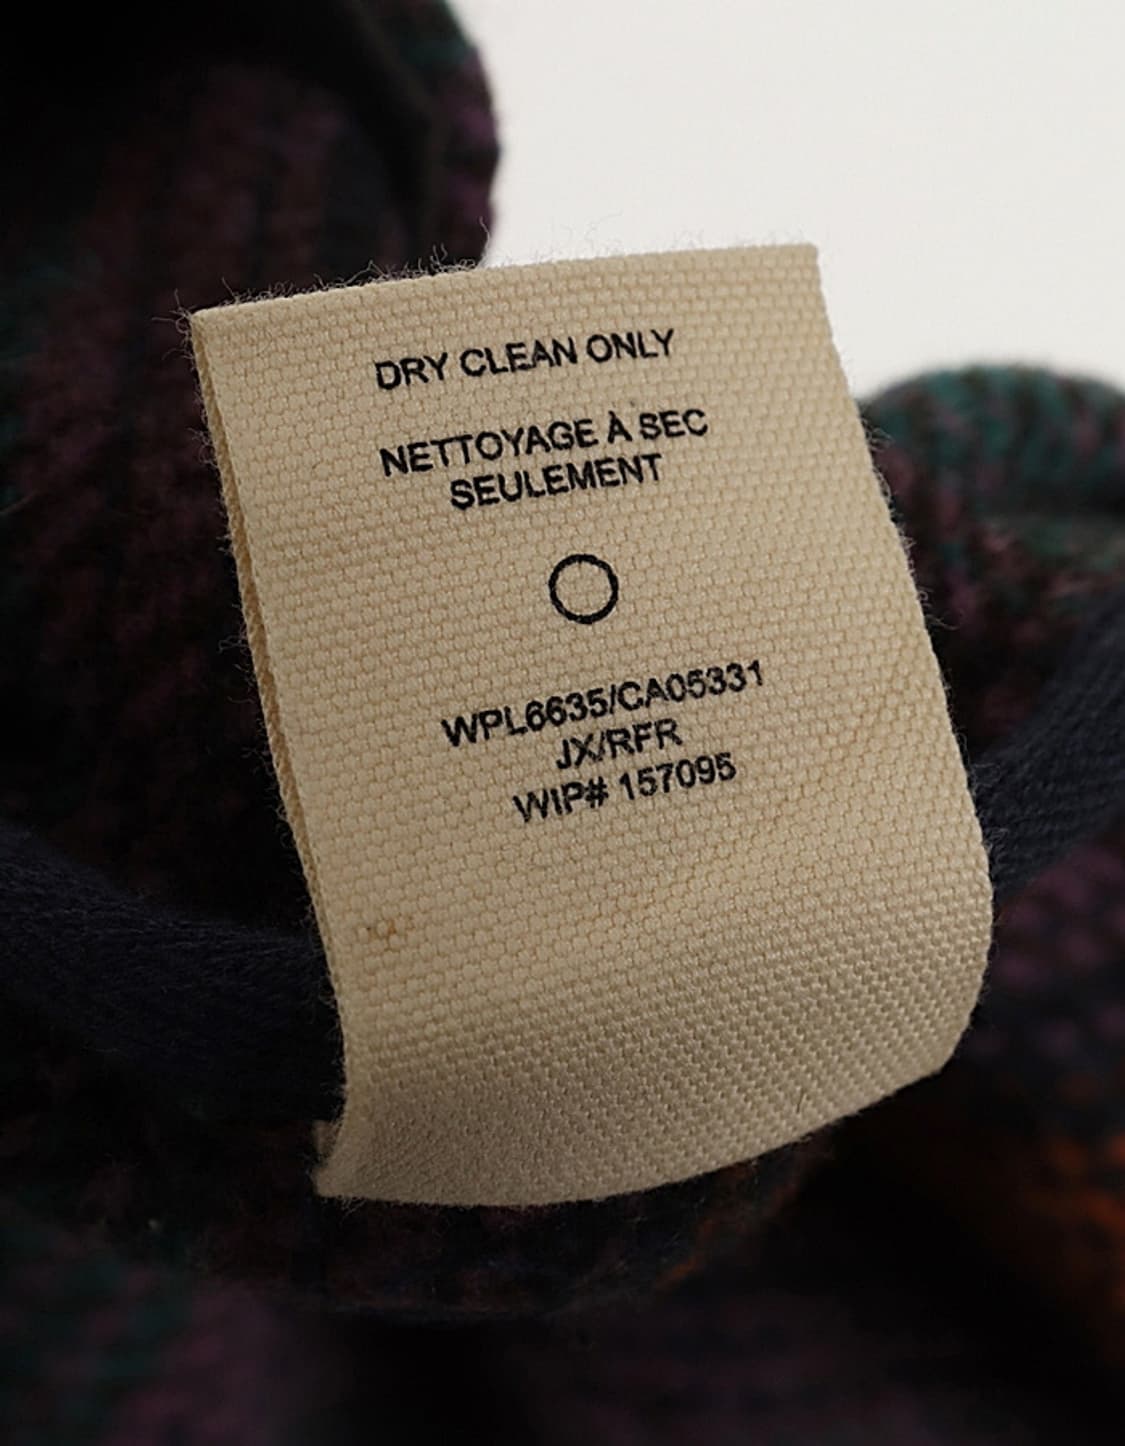 DRY CLEAN ONLY
NETTOYAGE À SEC
SEULEMENT
WPL6635/CA05331
JX/RFR
WIP# 157095